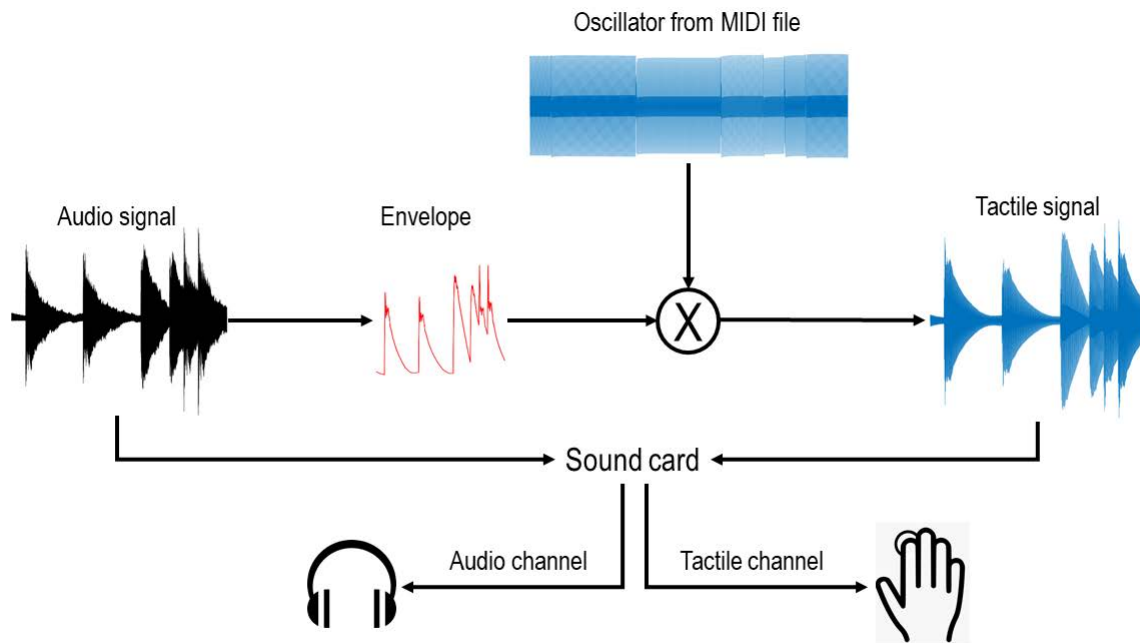 Oscillator from MIDI file
Audio signal
Envelope
Tactile signal
X
Sound card
Audio channel
Tactile channel